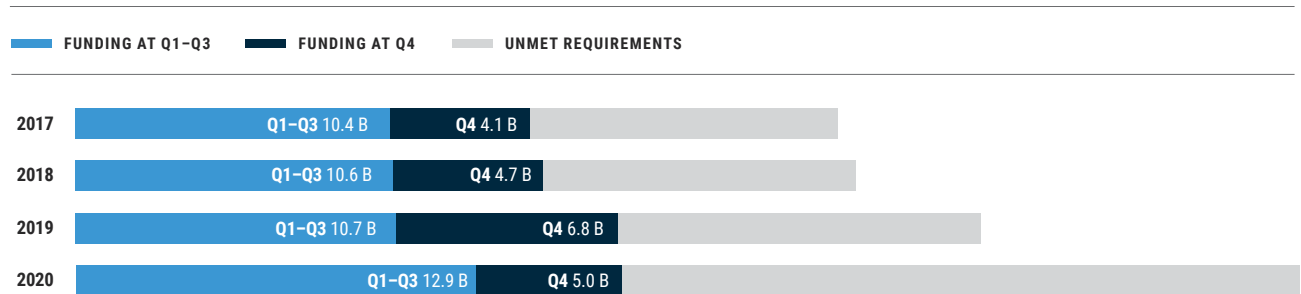 FUNDING AT Q1–Q3 FUNDING AT Q4 UNMET REQUIREMENTS
2017 Q1–Q3 10.4 B Q4 4.1 B
2018 Q1–Q3 10.6 B Q4 4.7 B
2019 Q1–Q3 10.7 B Q4 6.8 B
2020 Q1–Q3 12.9 B Q4 5.0 B